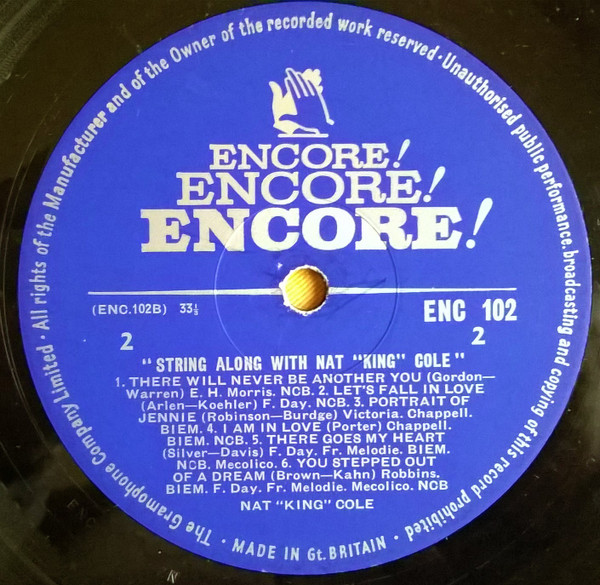 ENCORE!
ENCORE!
ENCORE!
(ENC.102B) 33⅓
ENC 102
2
2
"STRING ALONG WITH NAT "KING" COLE"
1. THERE WILL NEVER BE ANOTHER YOU (Gordon—
Warren) E. H. Morris. NCB. 2. LET'S FALL IN LOVE
(Arlen—Koehler) F. Day. NCB. 3. PORTRAIT OF
JENNIE (Robinson—Burdge) Victoria. Chappell.
BIEM. 4. I AM IN LOVE (Porter) Chappell.
BIEM. NCB. 5. THERE GOES MY HEART
(Silver—Davis) F. Day. Fr. Melodie. BIEM.
NCB. Mecolico. 6. YOU STEPPED OUT
OF A DREAM (Brown—Kahn) Robbins.
BIEM. F. Day. Fr. Melodie. Mecolico. NCB
NAT "KING" COLE
The Gramophone Company Limited · All rights of the Manufacturer and of the Owner of the recorded work reserved · Unauthorised public performance, broadcasting and copying of this record prohibited ·
MADE IN Gt. BRITAIN ·